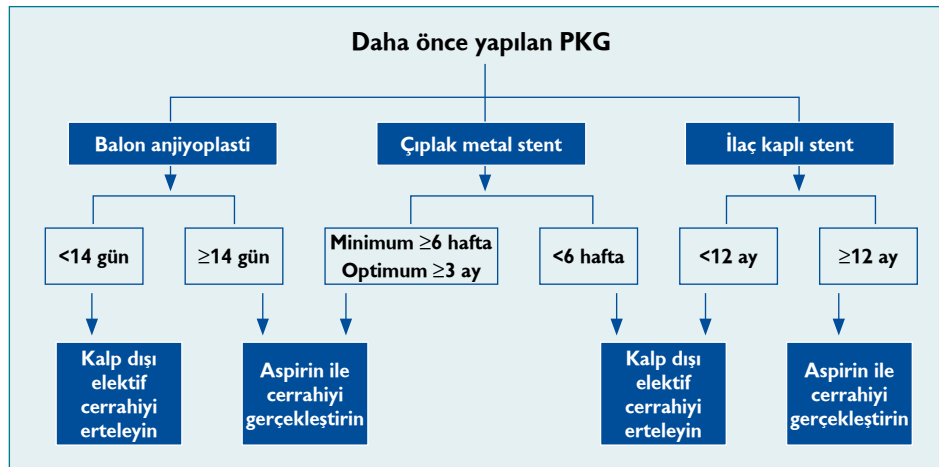 Daha önce yapılan PKG
Balon anjiyoplasti
Çıplak metal stent
İlaç kaplı stent
<14 gün
≥14 gün
Minimum ≥6 hafta
Optimum ≥3 ay
<6 hafta
<12 ay
≥12 ay
Kalp dışı
elektif
cerrahiyi
erteleyin
Aspirin ile
cerrahiyi
gerçekleştirin
Kalp dışı
elektif
cerrahiyi
erteleyin
Aspirin ile
cerrahiyi
gerçekleştirin